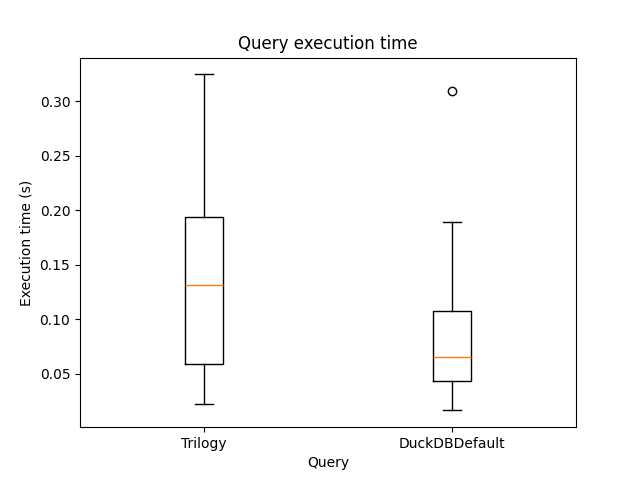 Query execution time
Execution time (s)
0.30
0.25
0.20
0.15
0.10
0.05
Trilogy
DuckDBDefault
Query